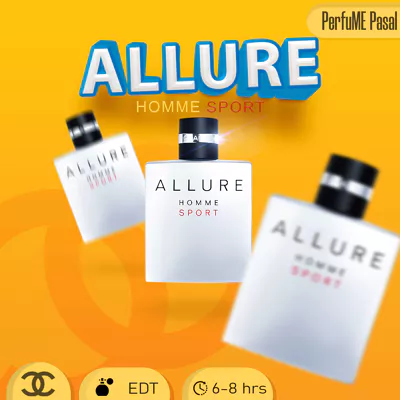 PerfuME Pasal
ALLURE
HOMME SPORT
ALLURE
HOMME
SPORT
ALLURE
HOMME
SPORT
ALLURE
HOMME
SPORT
EDT
6-8 hrs